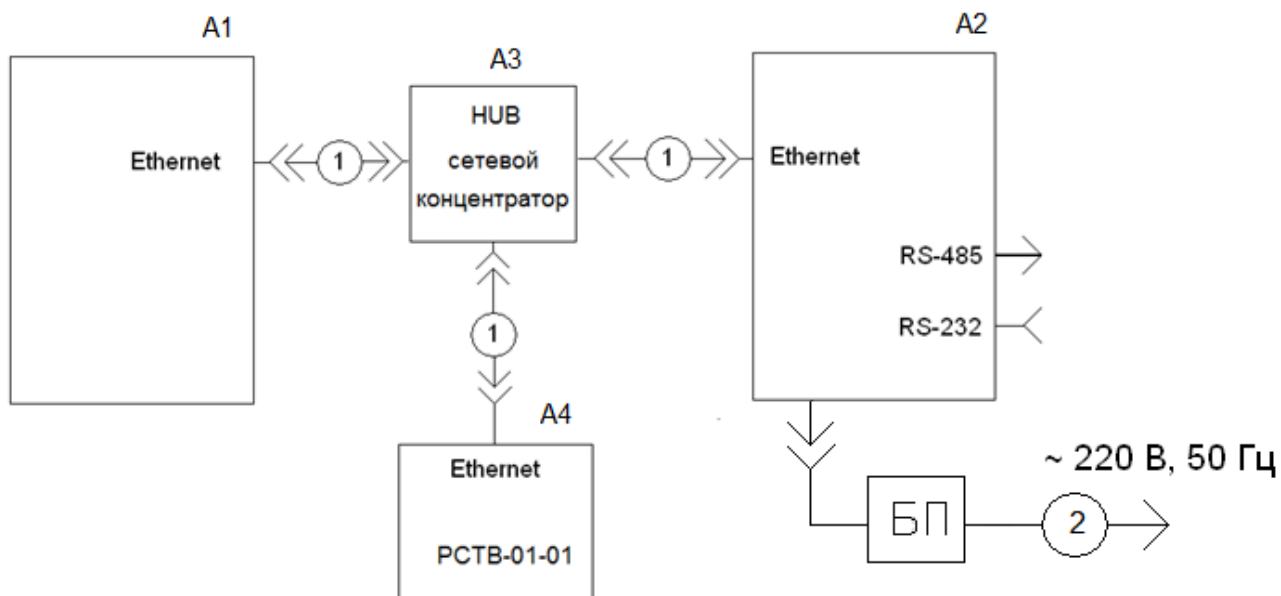 A1
A2
A3
HUB
сетевой
концентратор
Ethernet
1
1
Ethernet
RS-485
RS-232
1
A4
Ethernet
РСТВ-01-01
~ 220 В, 50 Гц
БП
2